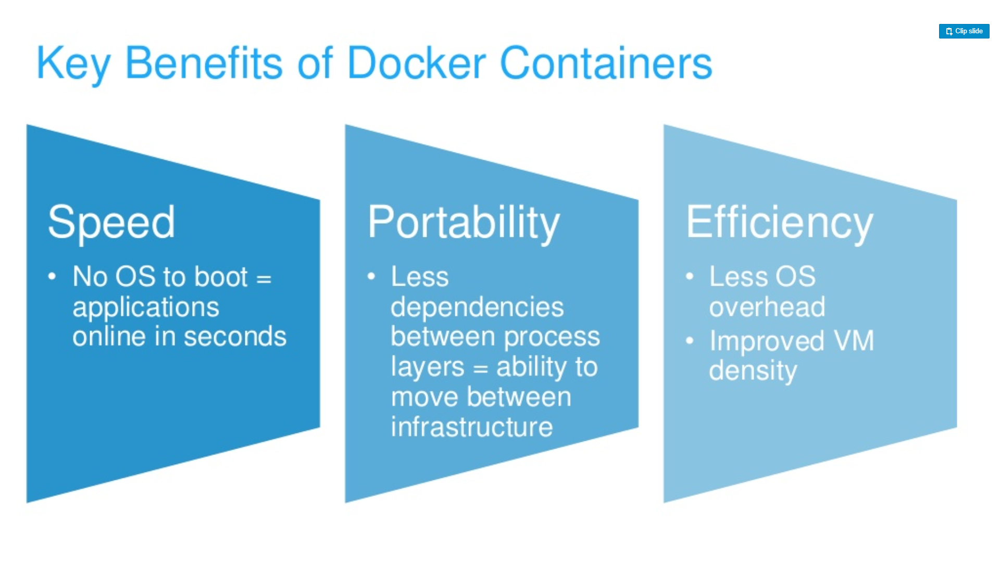 Clip slide
Key Benefits of Docker Containers
Speed
• No OS to boot =
applications
online in seconds
Portability
• Less
dependencies
between process
layers = ability to
move between
infrastructure
Efficiency
• Less OS
overhead
• Improved VM
density